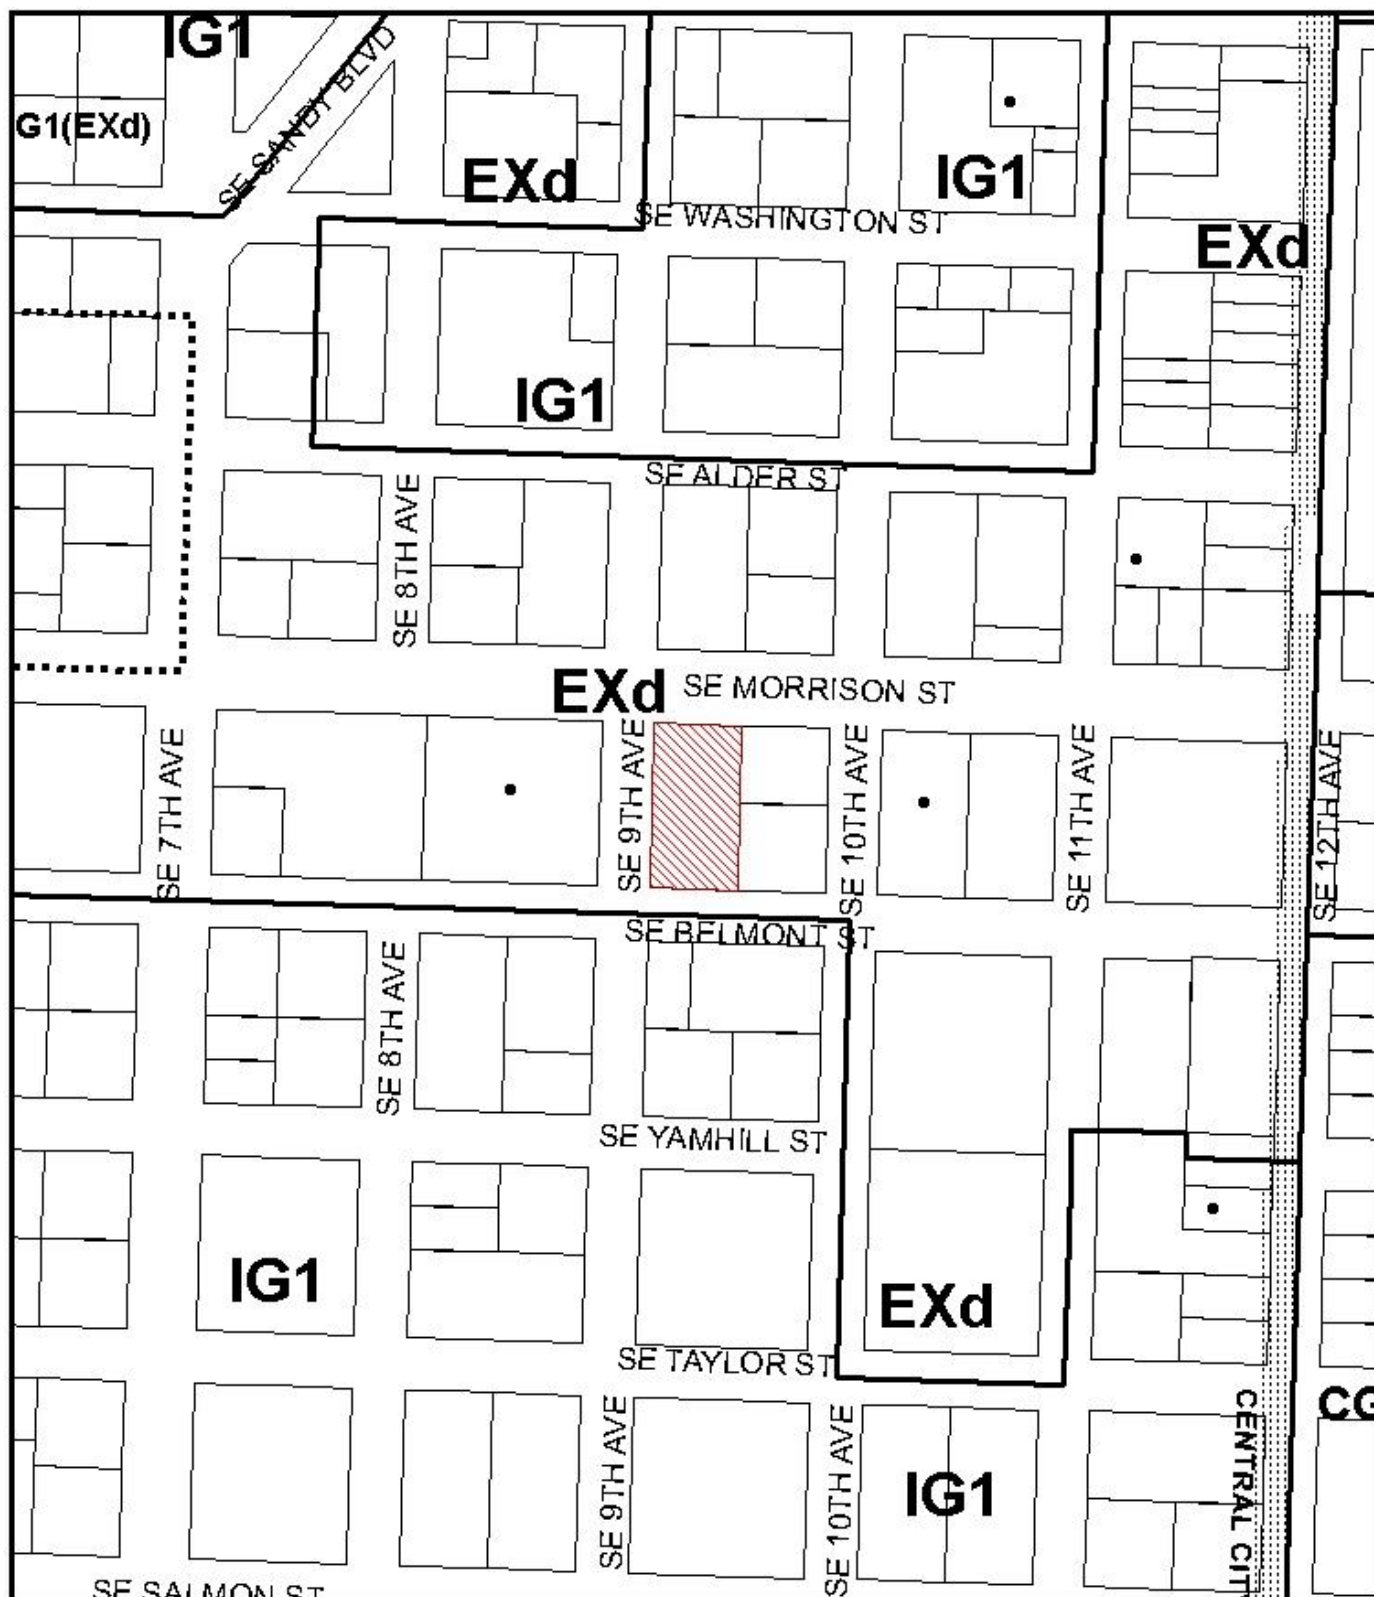 IG1
SE SANDY BLVD
G1(EXd)
EXd
IG1
SE WASHINGTON ST
EXd
IG1
SE ALDER ST
SE 8TH AVE
EXd
SE MORRISON ST
SE 7TH AVE
SE 9TH AVE
SE 10TH AVE
SE 11TH AVE
SE 12TH AVE
SE BELMONT ST
SE 8TH AVE
SE YAMHILL ST
IG1
EXd
SE TAYLOR ST
SE 9TH AVE
SE 10TH AVE
IG1
CENTRAL CIT
CG
SE SALMON ST